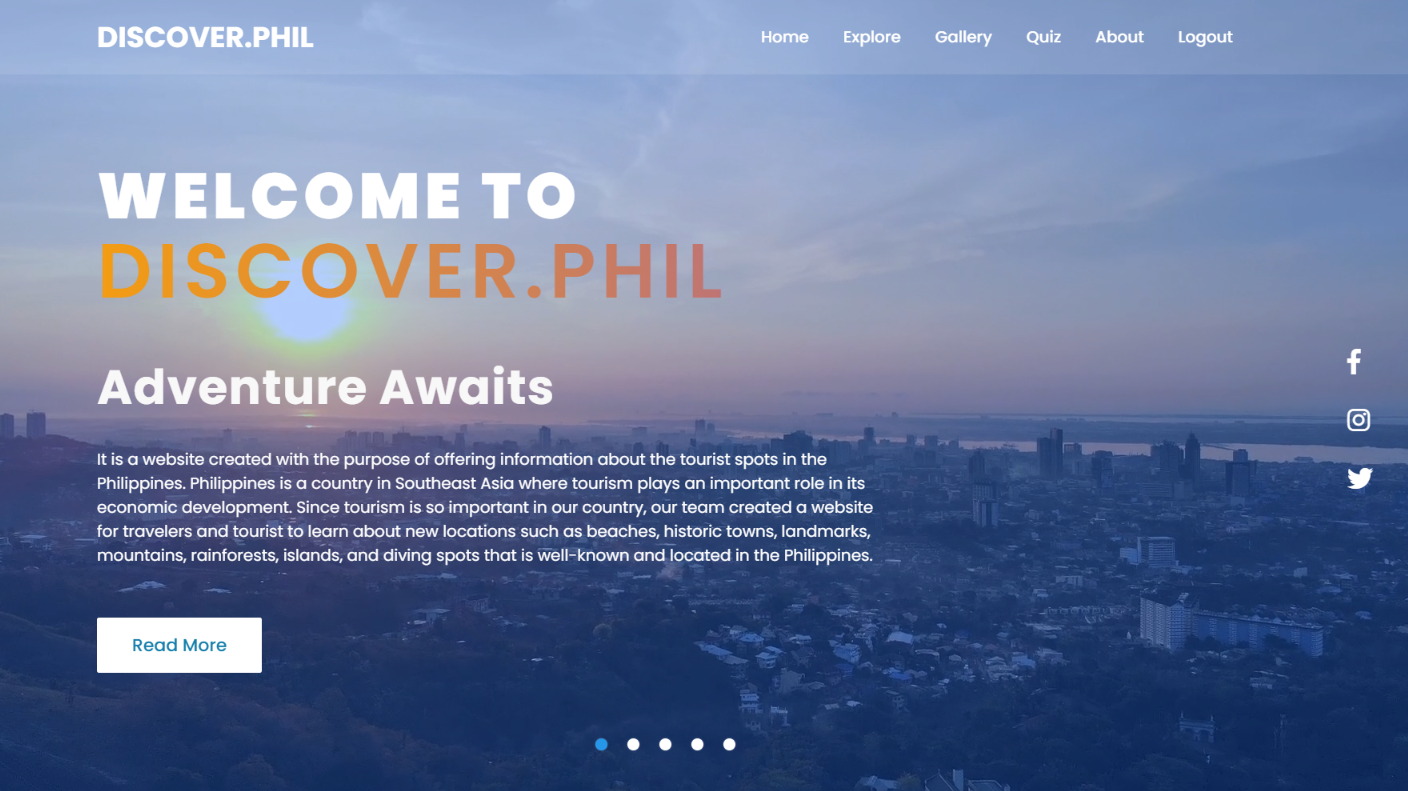 DISCOVER.PHIL
Home Explore Gallery Quiz About Logout
WELCOME TO
DISCOVER.PHIL
Adventure Awaits
It is a website created with the purpose of offering information about the tourist spots in the
Philippines. Philippines is a country in Southeast Asia where tourism plays an important role in its
economic development. Since tourism is so important in our country, our team created a website
for travelers and tourist to learn about new locations such as beaches, historic towns, landmarks,
mountains, rainforests, islands, and diving spots that is well-known and located in the Philippines.
Read More